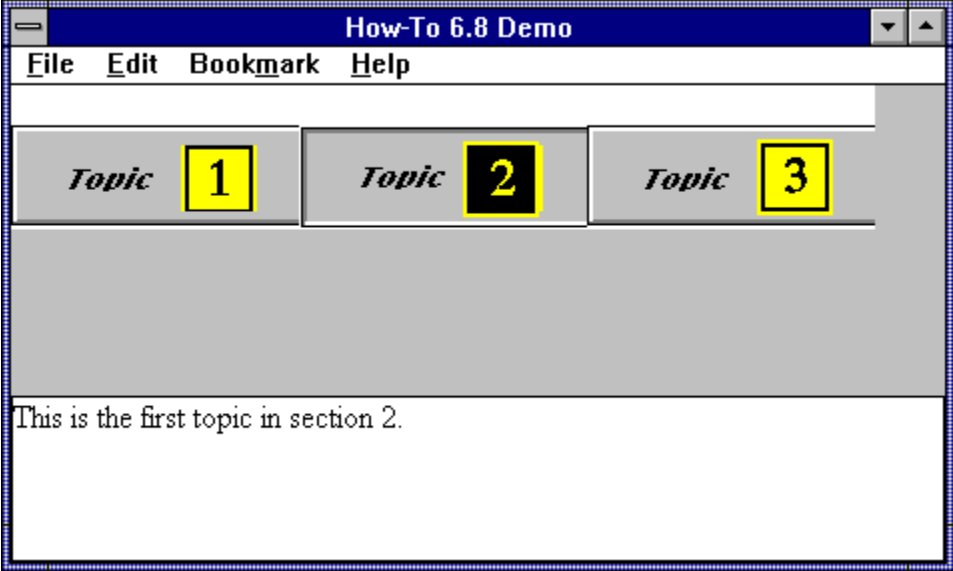 How-To 6.8 Demo
File Edit Bookmark Help
Topic 1 Topic 2 Topic 3
This is the first topic in section 2.